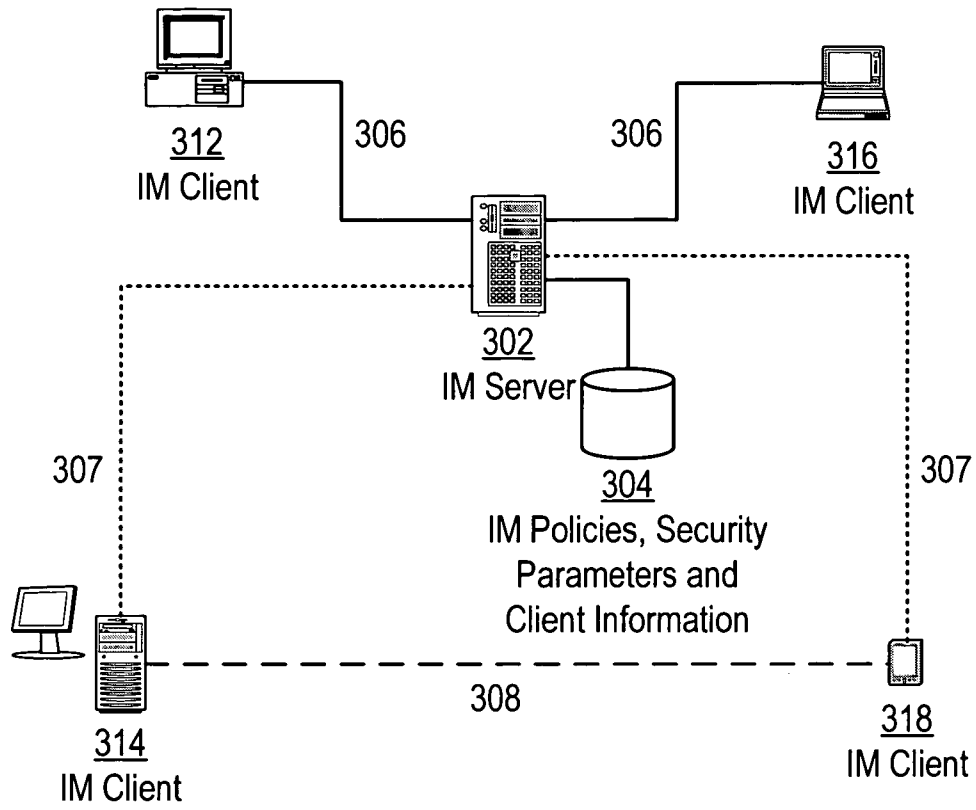 312
IM Client
306
306
316
IM Client
302
IM Server
307
304
IM Policies, Security
Parameters and
Client Information
307
308
314
IM Client
318
IM Client